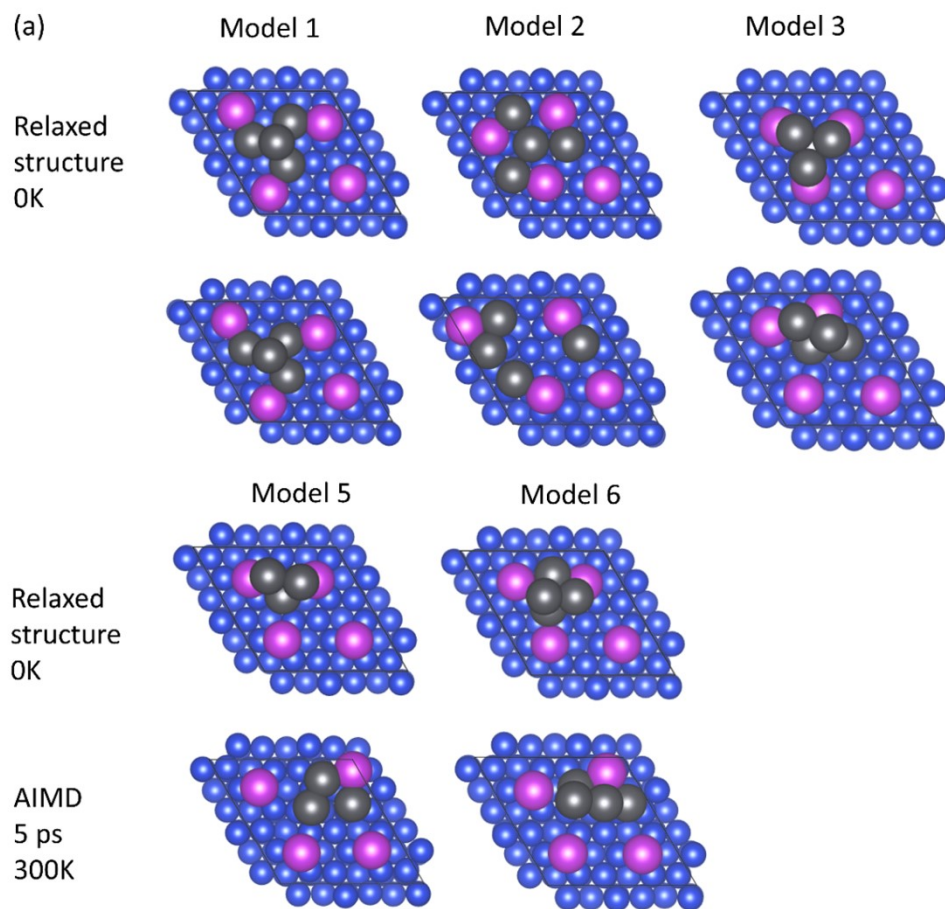 (a)
Model 1
Model 2
Model 3
Relaxed
structure
0K
Model 5
Model 6
Relaxed
structure
0K
AIMD
5 ps
300K